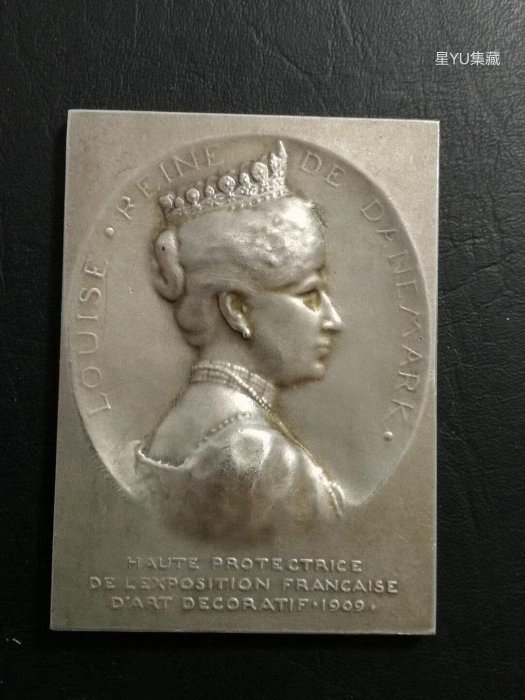 星YU集藏
LOUISE · REINE DE DANEMARK ·
HAUTE PROTECTRICE
DE L'EXPOSITION FRANCAISE
D'ART DECORATIF · 1909 ·